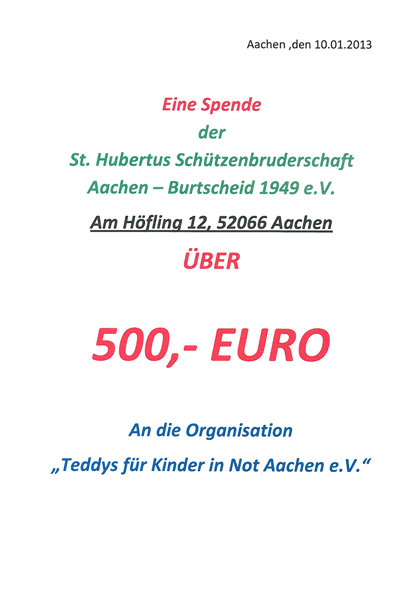 Aachen ,den 10.01.2013
Eine Spende
der
St. Hubertus Schützenbruderschaft
Aachen – Burtscheid 1949 e.V.
Am Höfling 12, 52066 Aachen
ÜBER
500,- EURO
An die Organisation
„Teddys für Kinder in Not Aachen e.V.“